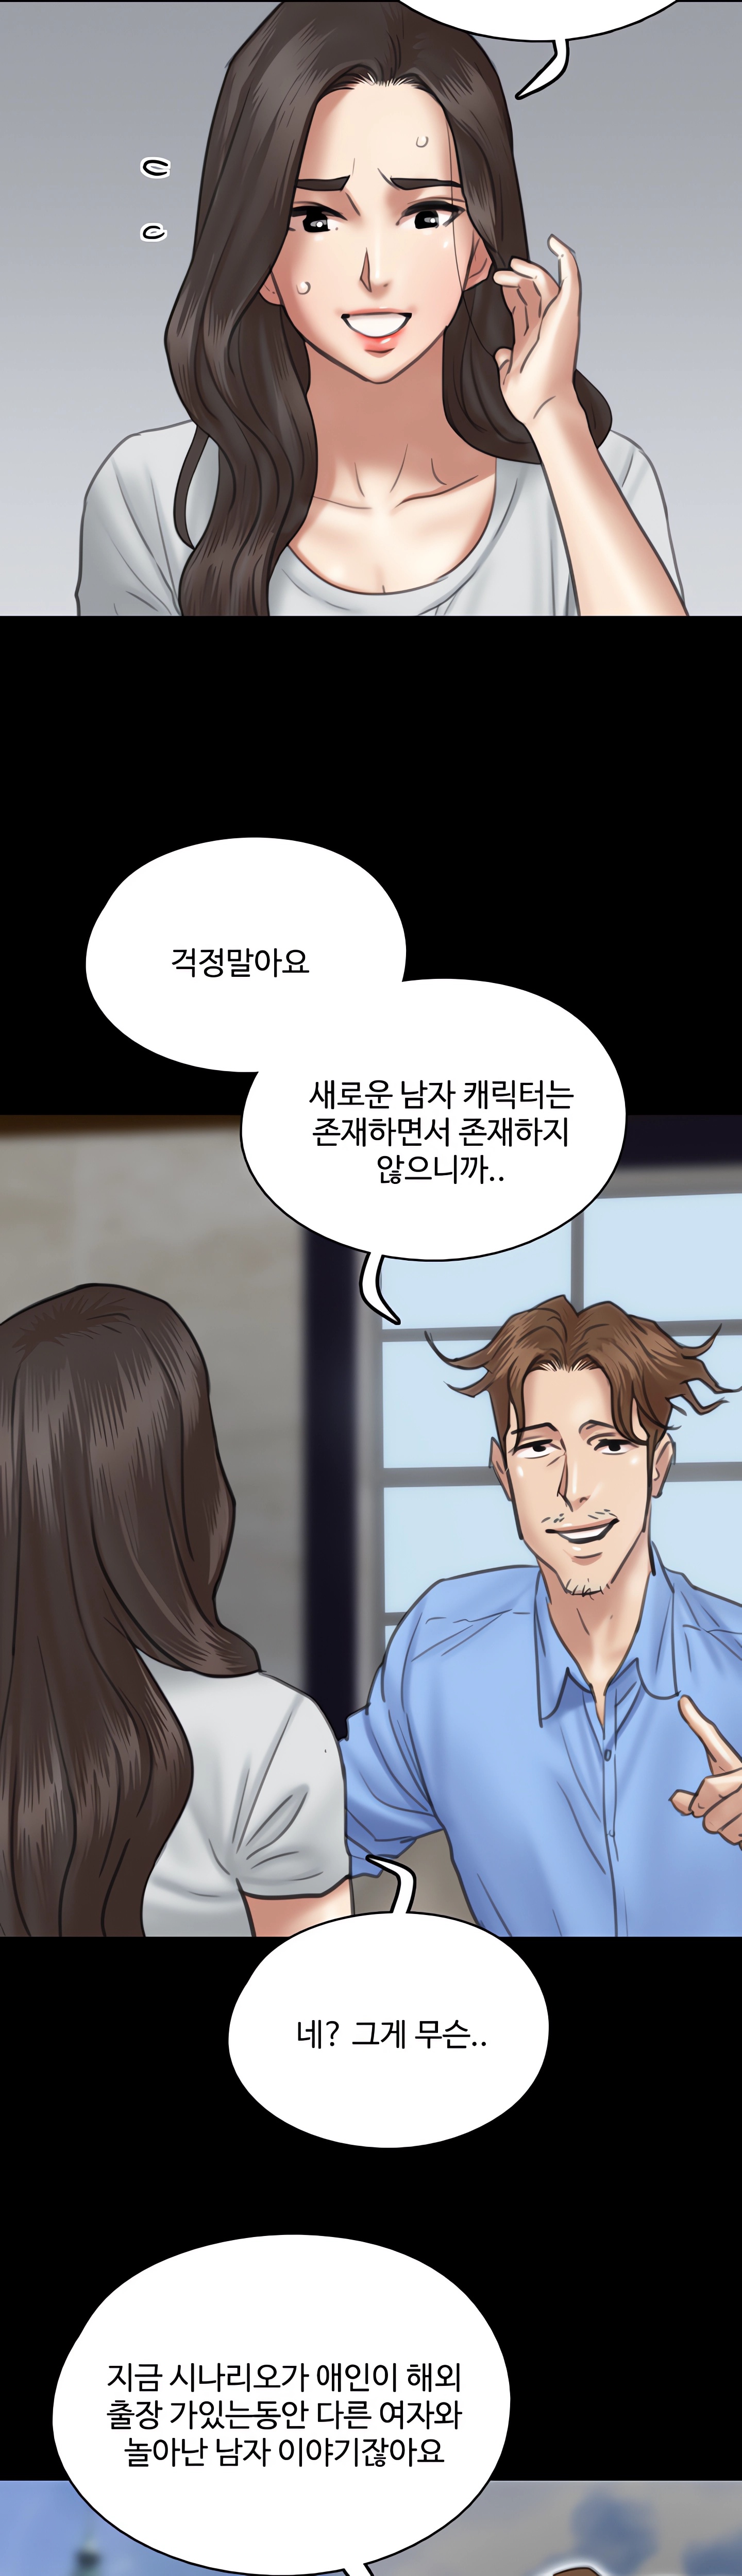 걱정말아요
새로운 남자 캐릭터는
존재하면서 존재하지
않으니까..
네? 그게 무슨..
지금 시나리오가 애인이 해외
출장 가있는동안 다른 여자와
놀아난 남자 이야기잖아요